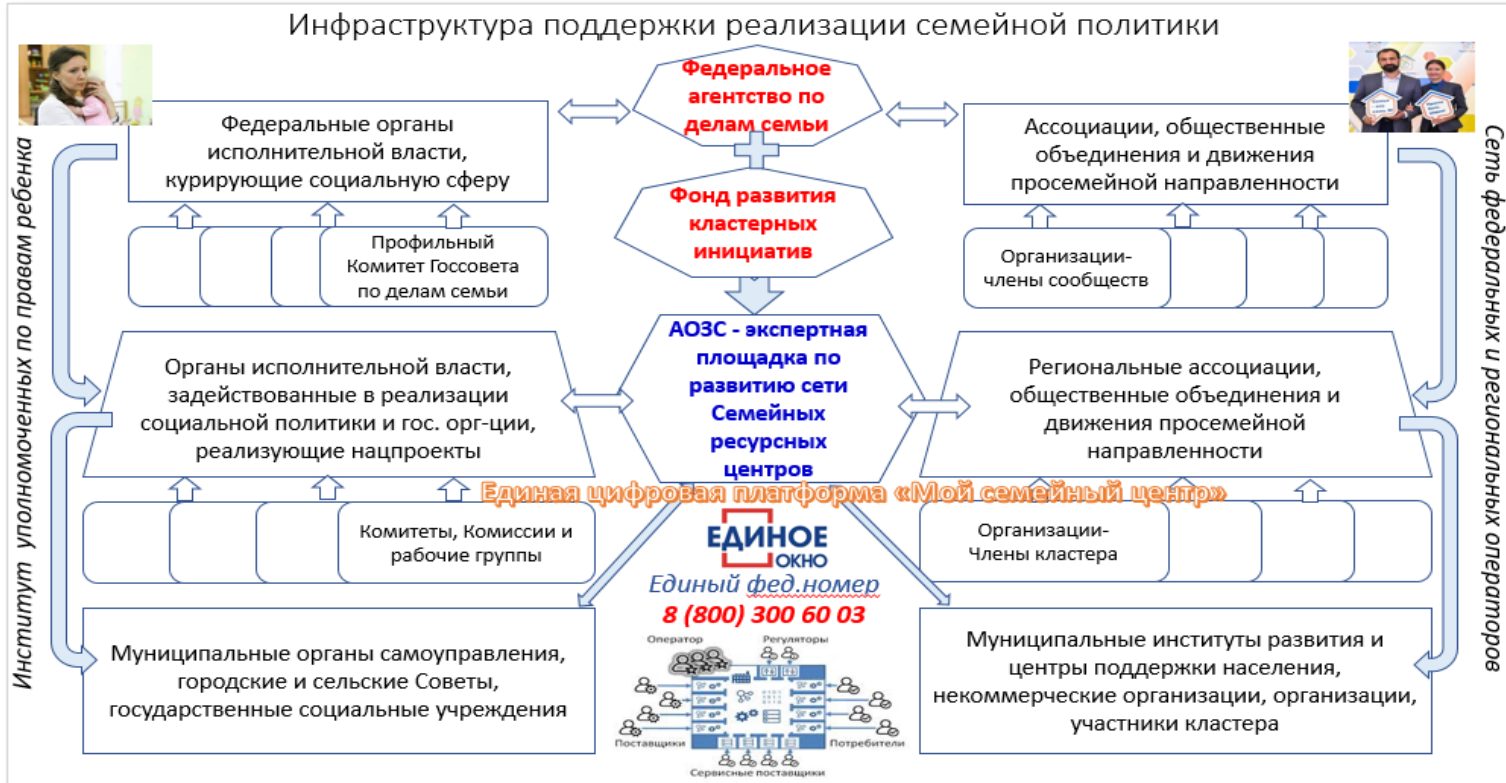 Инфраструктура поддержки реализации семейной политики
Федеральное
агентство по
делам семьи
Федеральные органы
исполнительной власти,
курирующие социальную сферу
Ассоциации, общественные
объединения и движения
просемейной направленности
Фонд развития
кластерных
инициатив
Профильный
Комитет Госсовета
по делам семьи
Организации-
члены сообществ
Институт уполномоченных по правам ребенка
Сеть федеральных и региональных операторов
АОЗС - экспертная
площадка по
развитию сети
Семейных
ресурсных
центров
Органы исполнительной власти,
задействованные в реализации
социальной политики и гос. орг-ции,
реализующие нацпроекты
Региональные ассоциации,
общественные объединения и
движения просемейной
направленности
Единая цифровая платформа «Мой семейный центр»
Комитеты, Комиссии и
рабочие группы
Организации-
Члены кластера
ЕДИНОЕ
ОКНО
Единый фед.номер
8 (800) 300 60 03
Муниципальные органы самоуправления,
городские и сельские Советы,
государственные социальные учреждения
Муниципальные институты развития и
центры поддержки населения,
некоммерческие организации, организации,
участники кластера
Оператор
Регуляторы
Поставщики
Потребители
Сервисные поставщики